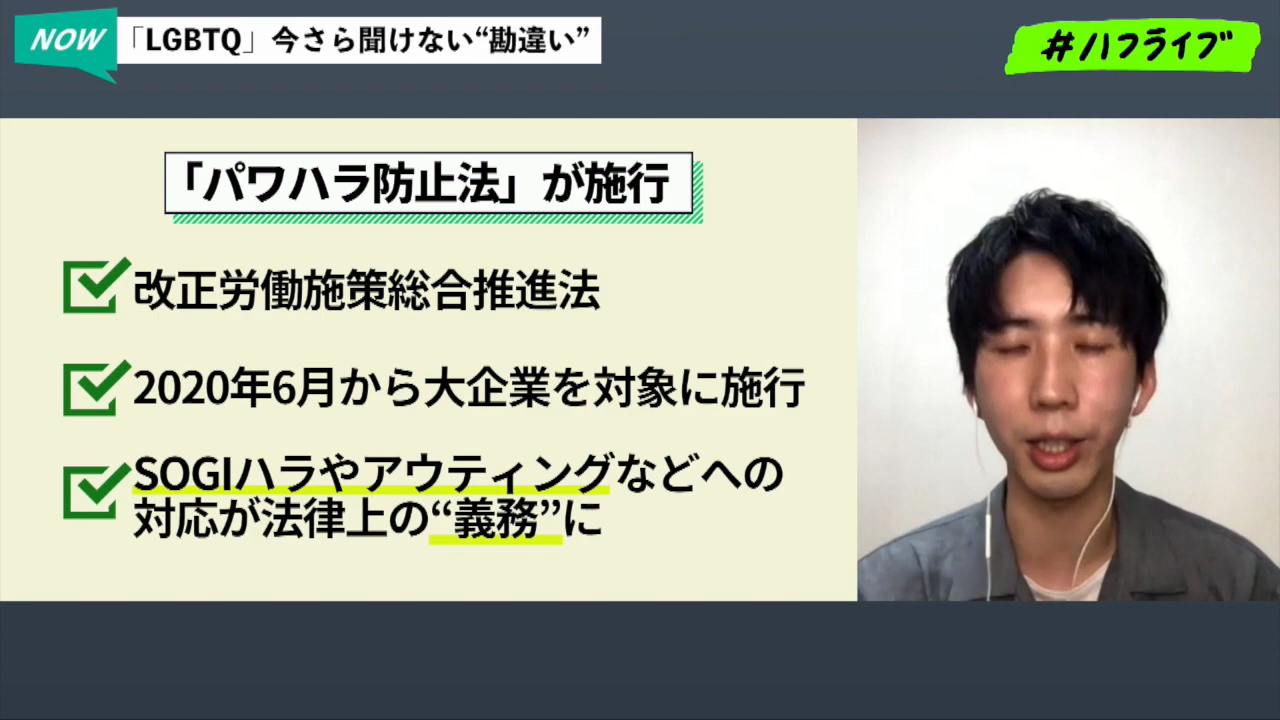 NOW
「LGBTQ」今さら聞けない“勘違い”
#ハフライブ
「パワハラ防止法」が施行
改正労働施策総合推進法
2020年6月から大企業を対象に施行
SOGIハラやアウティングなどへの
対応が法律上の“義務”に